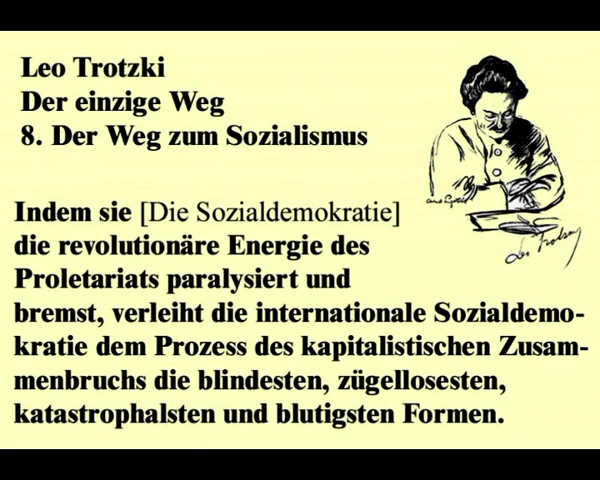 Leo Trotzki
Der einzige Weg
8. Der Weg zum Sozialismus
Indem sie [Die Sozialdemokratie]
die revolutionäre Energie des
Proletariats paralysiert und
bremst, verleiht die internationale Sozialdemo-
kratie dem Prozess des kapitalistischen Zusam-
menbruchs die blindesten, zügellosesten,
katastrophalsten und blutigsten Formen.